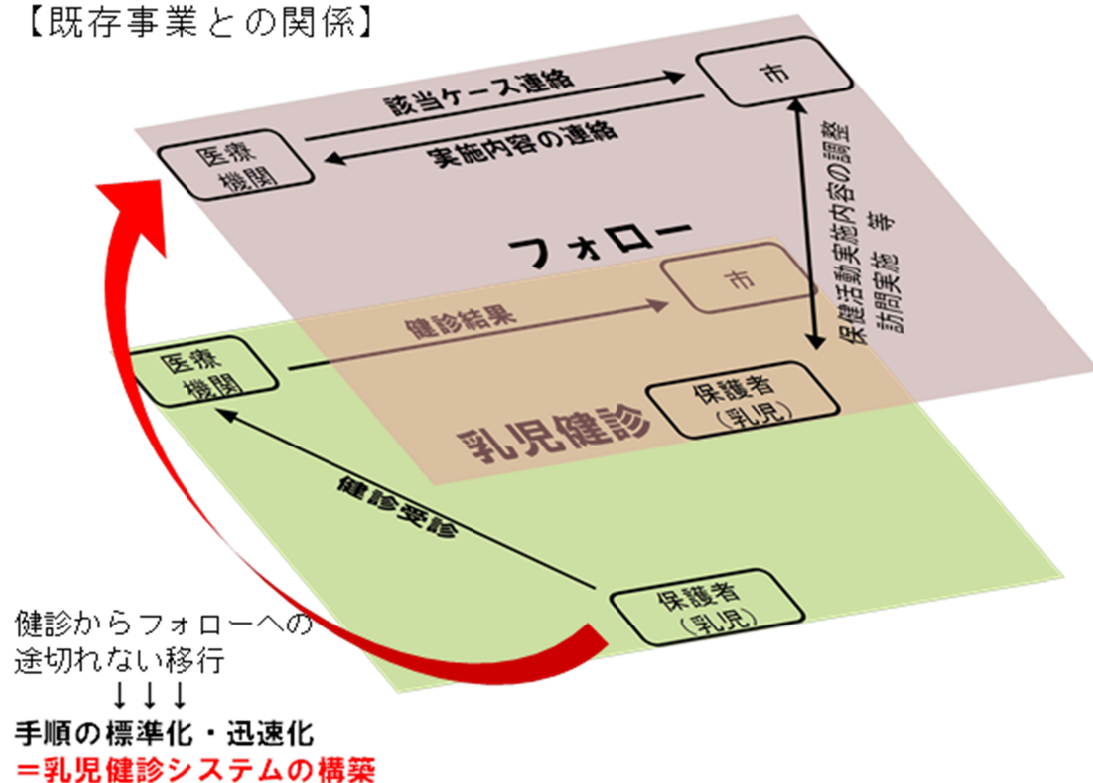 【既存事業との関係】
市
該当ケース連絡
医療
機関
実施内容の連絡
保健活動実施内容の調整
訪問実施 等
フォロー
市
健診結果
医療
機関
保護者
(乳児)
乳児健診
健診受診
保護者
(乳児)
健診からフォローへの
途切れない移行
↓↓↓
手順の標準化・迅速化
=乳児健診システムの構築